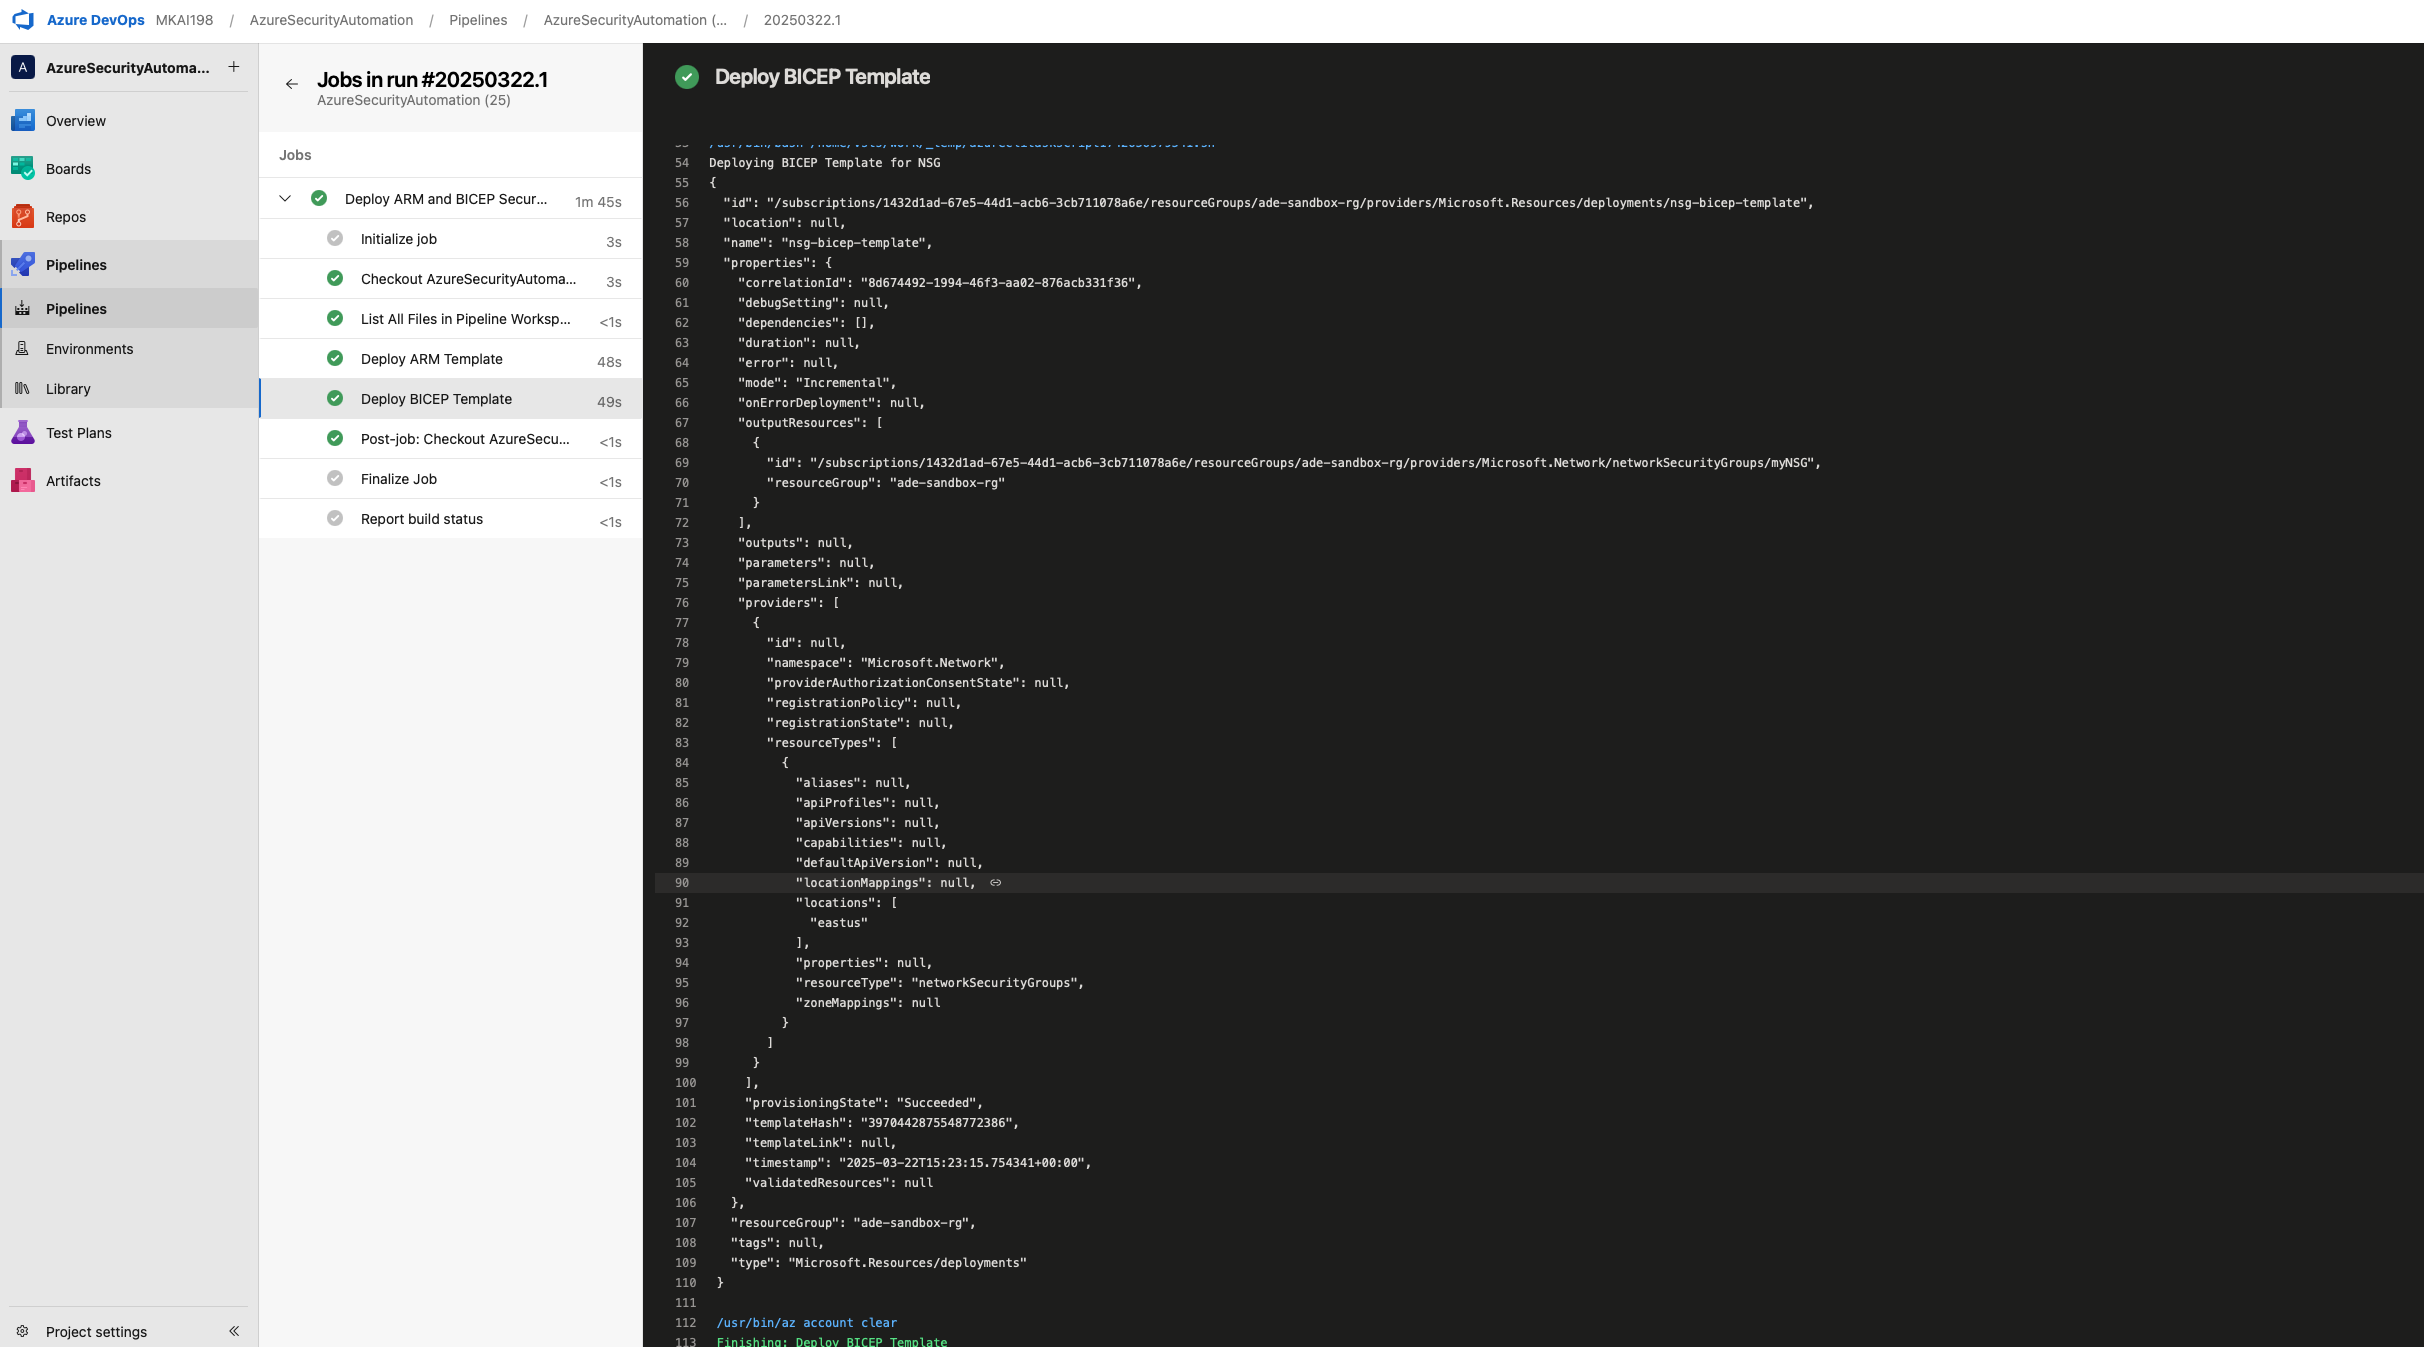 Azure DevOps MKAI198 / AzureSecurityAutomation / Pipelines / AzureSecurityAutomation (... / 20250322.1
A AzureSecurityAutoma... +
Overview
Boards
Repos
Pipelines
Pipelines
Environments
Library
Test Plans
Artifacts
Project settings
Jobs in run #20250322.1
AzureSecurityAutomation (25)
Jobs
Deploy ARM and BICEP Secur... 1m 45s
Initialize job 3s
Checkout AzureSecurityAutoma... 3s
List All Files in Pipeline Worksp... <1s
Deploy ARM Template 48s
Deploy BICEP Template 49s
Post-job: Checkout AzureSecu... <1s
Finalize Job <1s
Report build status <1s
Deploy BICEP Template
54 Deploying BICEP Template for NSG
55 {
56 "id": "/subscriptions/1432d1ad-67e5-44d1-acb6-3cb711078a6e/resourceGroups/ade-sandbox-rg/providers/Microsoft.Resources/deployments/nsg-bicep-template",
57 "location": null,
58 "name": "nsg-bicep-template",
59 "properties": {
60 "correlationId": "8d674492-1994-46f3-aa02-876acb331f36",
61 "debugSetting": null,
62 "dependencies": [],
63 "duration": null,
64 "error": null,
65 "mode": "Incremental",
66 "onErrorDeployment": null,
67 "outputResources": [
68 {
69 "id": "/subscriptions/1432d1ad-67e5-44d1-acb6-3cb711078a6e/resourceGroups/ade-sandbox-rg/providers/Microsoft.Network/networkSecurityGroups/myNSG",
70 "resourceGroup": "ade-sandbox-rg"
71 }
72 ],
73 "outputs": null,
74 "parameters": null,
75 "parametersLink": null,
76 "providers": [
77 {
78 "id": null,
79 "namespace": "Microsoft.Network",
80 "providerAuthorizationConsentState": null,
81 "registrationPolicy": null,
82 "registrationState": null,
83 "resourceTypes": [
84 {
85 "aliases": null,
86 "apiProfiles": null,
87 "apiVersions": null,
88 "capabilities": null,
89 "defaultApiVersion": null,
90 "locationMappings": null,
91 "locations": [
92 "eastus"
93 ],
94 "properties": null,
95 "resourceType": "networkSecurityGroups",
96 "zoneMappings": null
97 }
98 ]
99 }
100 ],
101 "provisioningState": "Succeeded",
102 "templateHash": "3970442875548772386",
103 "templateLink": null,
104 "timestamp": "2025-03-22T15:23:15.754341+00:00",
105 "validatedResources": null
106 },
107 "resourceGroup": "ade-sandbox-rg",
108 "tags": null,
109 "type": "Microsoft.Resources/deployments"
110 }
111
112 /usr/bin/az account clear
113 Finishing: Deploy BICEP Template